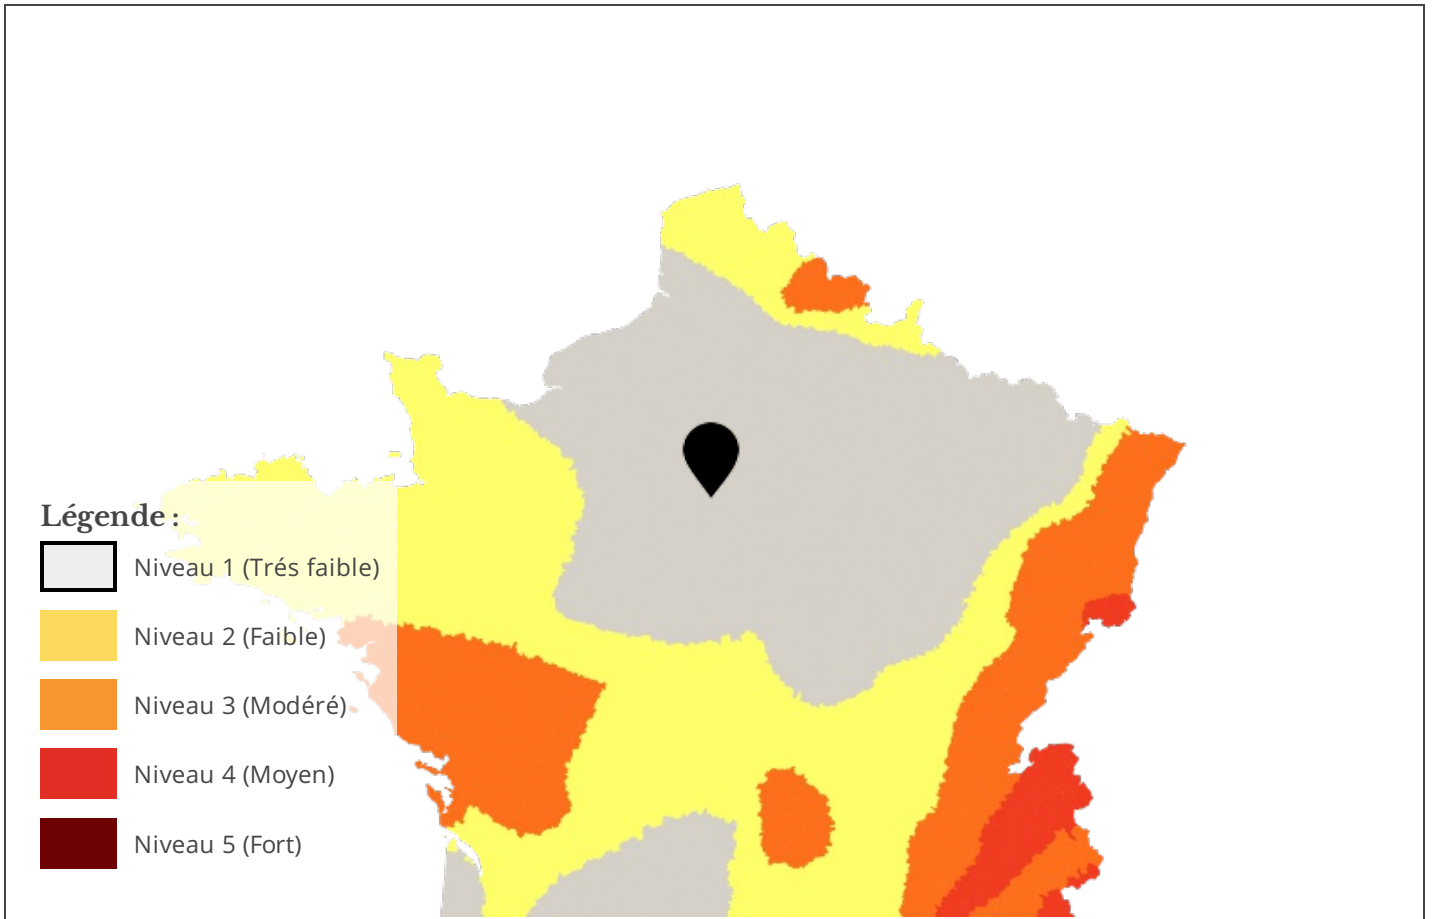 Légende :
Niveau 1 (Trés faible)
Niveau 2 (Faible)
Niveau 3 (Modéré)
Niveau 4 (Moyen)
Niveau 5 (Fort)